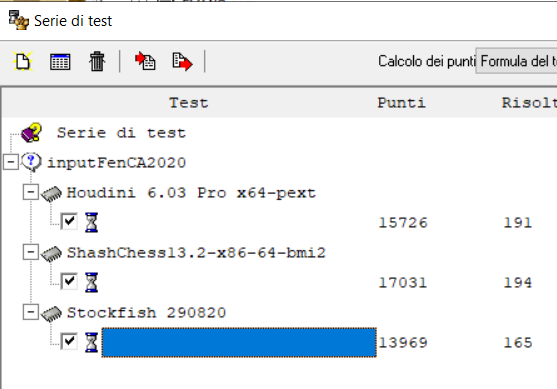 Serie di test
Calcolo dei punti Formula del t
Test Punti Risolt
Serie di test
inputFenCA2020
Houdini 6.03 Pro x64-pext
15726 191
ShashChess13.2-x86-64-bmi2
17031 194
Stockfish 290820
13969 165